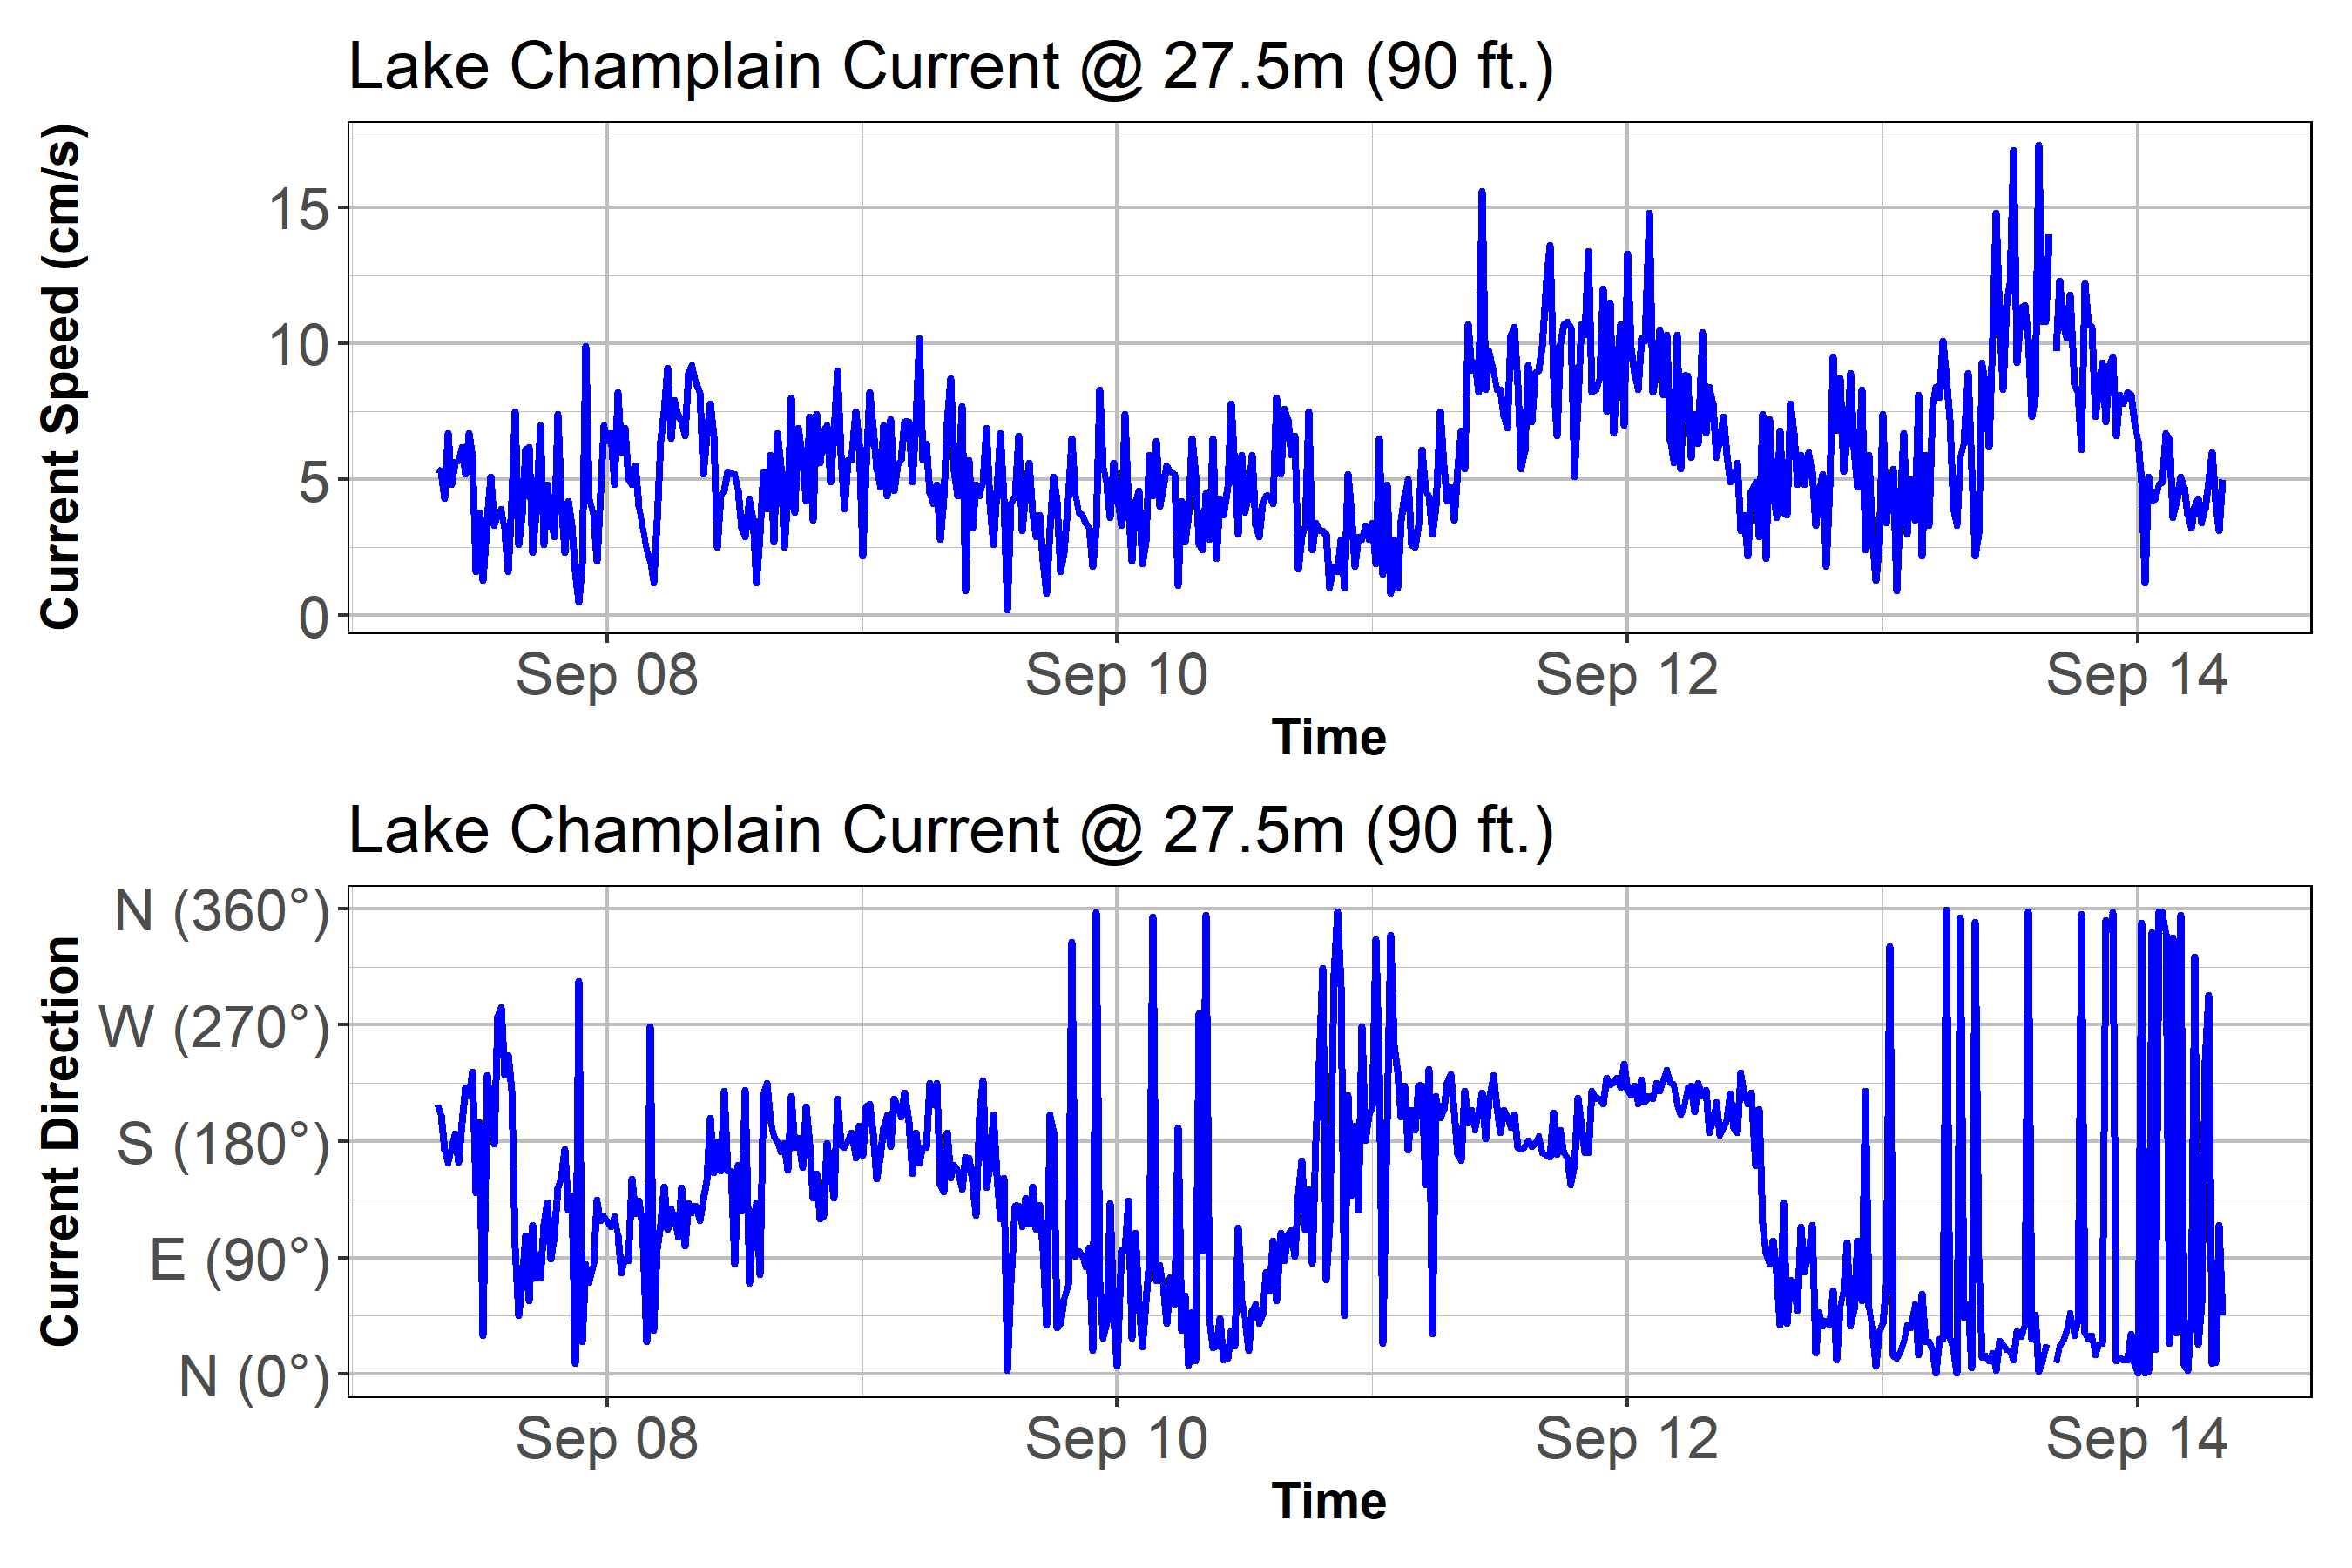 Lake Champlain Current @ 27.5m (90 ft.)
Current Speed (cm/s)
15
10
5
0
Sep 08 Sep 10 Sep 12 Sep 14
Time
Lake Champlain Current @ 27.5m (90 ft.)
Current Direction
N (360°)
W (270°)
S (180°)
E (90°)
N (0°)
Sep 08 Sep 10 Sep 12 Sep 14
Time